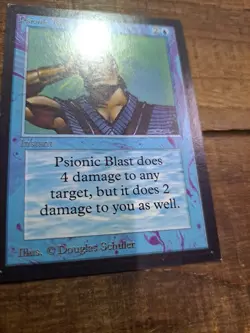 Psionic Blast does
4 damage to any
target, but it does 2
damage to you as well.
Illus. © Douglas Schuler